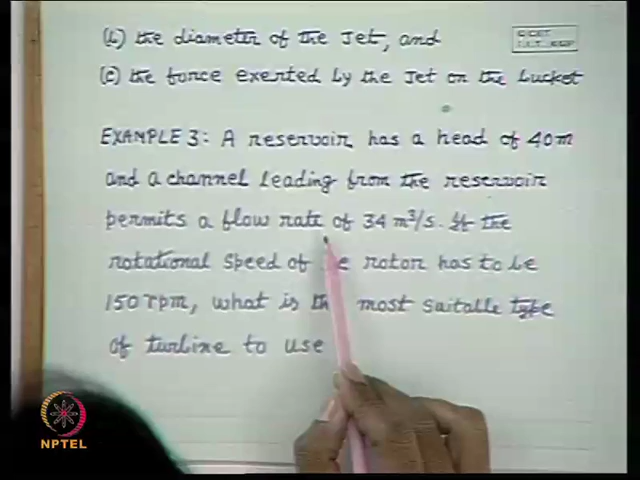 (b) the diameter of the Jet, and
(c) the force exerted by the Jet on the bucket
EXAMPLE 3: A reservoir has a head of 40m
and a channel leading from the reservoir
permits a flow rate of 34 m³/s. If the
rotational speed of rotor has to be
150 rpm, what is most suitable type
of turbine to use
I.I.T. KGP
NPTEL